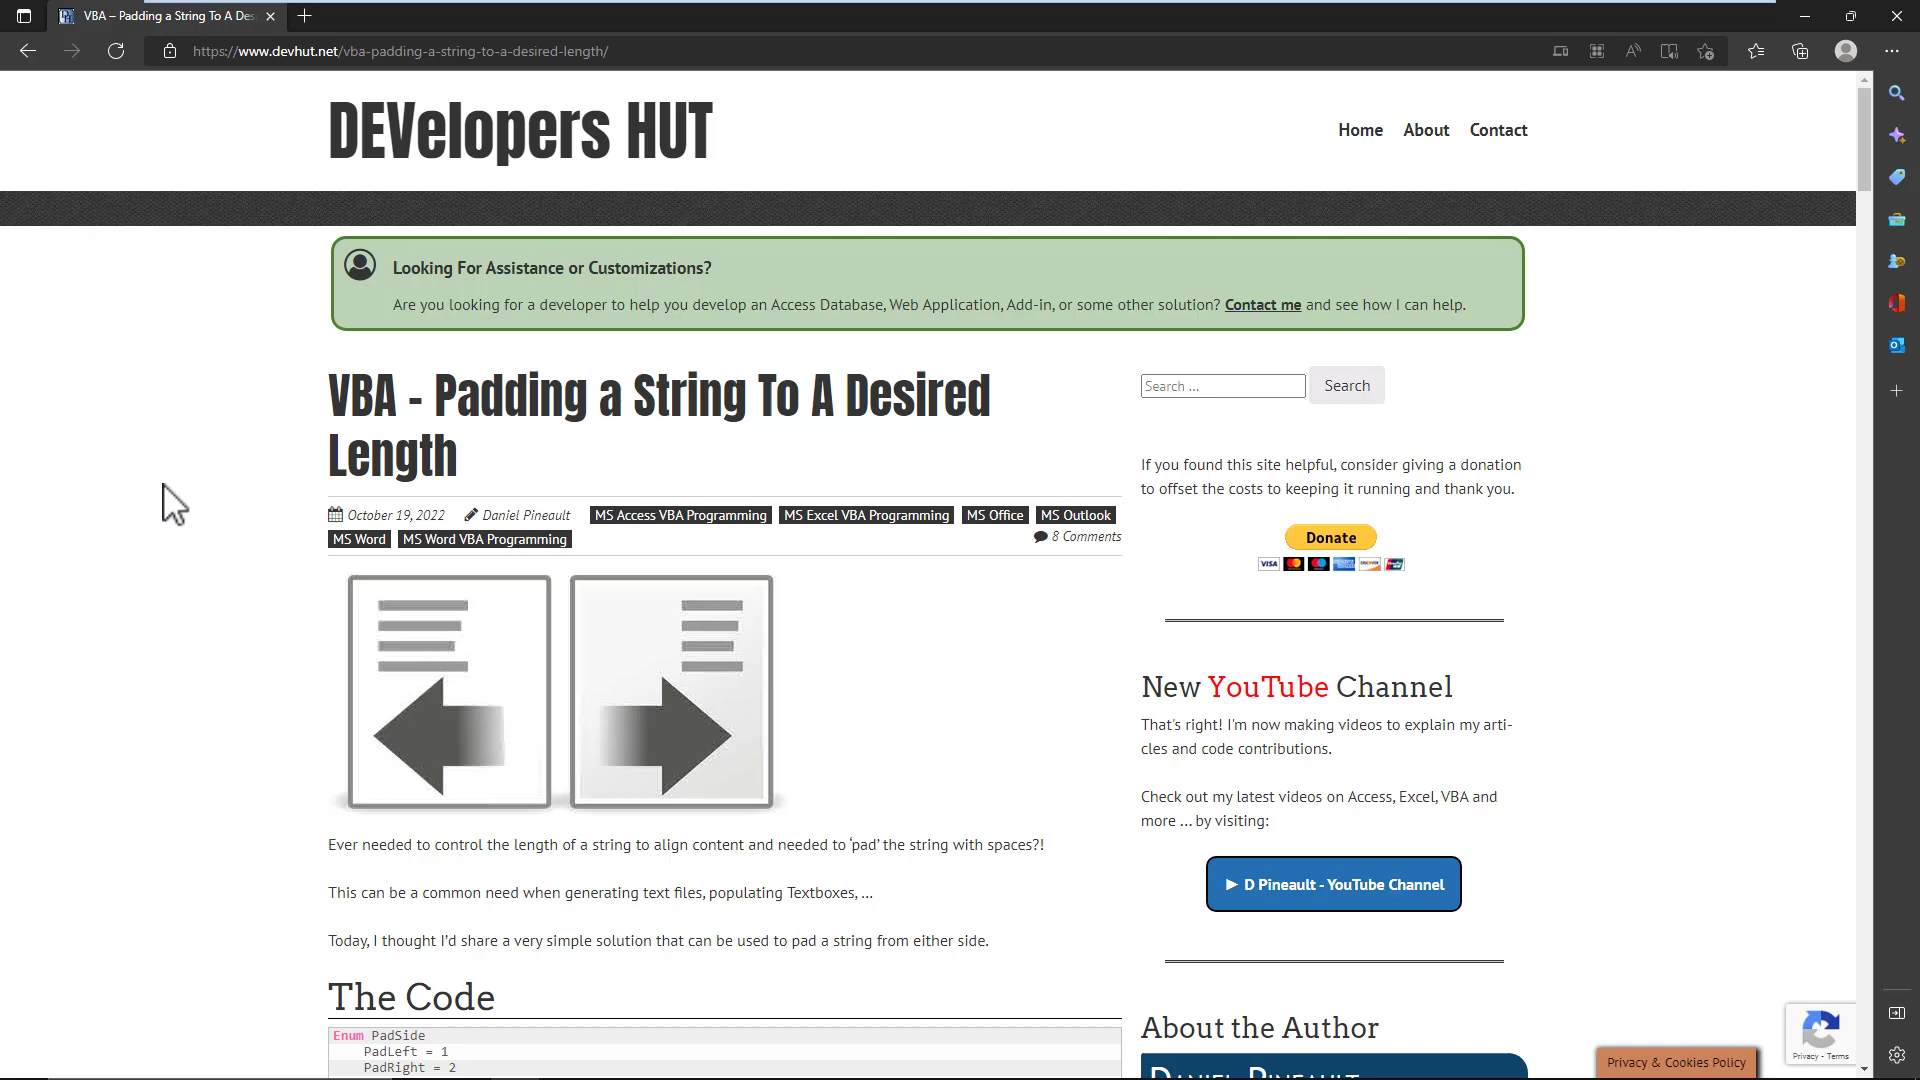 VBA – Padding a String To A Des
https://www.devhut.net/vba-padding-a-string-to-a-desired-length/
DEVelopers HUT
Home About Contact
Looking For Assistance or Customizations?
Are you looking for a developer to help you develop an Access Database, Web Application, Add-in, or some other solution? Contact me and see how I can help.
VBA – Padding a String To A Desired
Length
October 19, 2022 Daniel Pineault MS Access VBA Programming MS Excel VBA Programming MS Office MS Outlook
MS Word MS Word VBA Programming 8 Comments
Ever needed to control the length of a string to align content and needed to ‘pad’ the string with spaces?!
This can be a common need when generating text files, populating Textboxes, …
Today, I thought I’d share a very simple solution that can be used to pad a string from either side.
The Code
Enum PadSide
PadLeft = 1
PadRight = 2
Search …
Search
If you found this site helpful, consider giving a donation
to offset the costs to keeping it running and thank you.
Donate
VISA
New YouTube Channel
That's right! I'm now making videos to explain my arti-
cles and code contributions.
Check out my latest videos on Access, Excel, VBA and
more ... by visiting:
► D Pineault - YouTube Channel
About the Author
Daniel Pineault
Privacy - Terms
Privacy & Cookies Policy